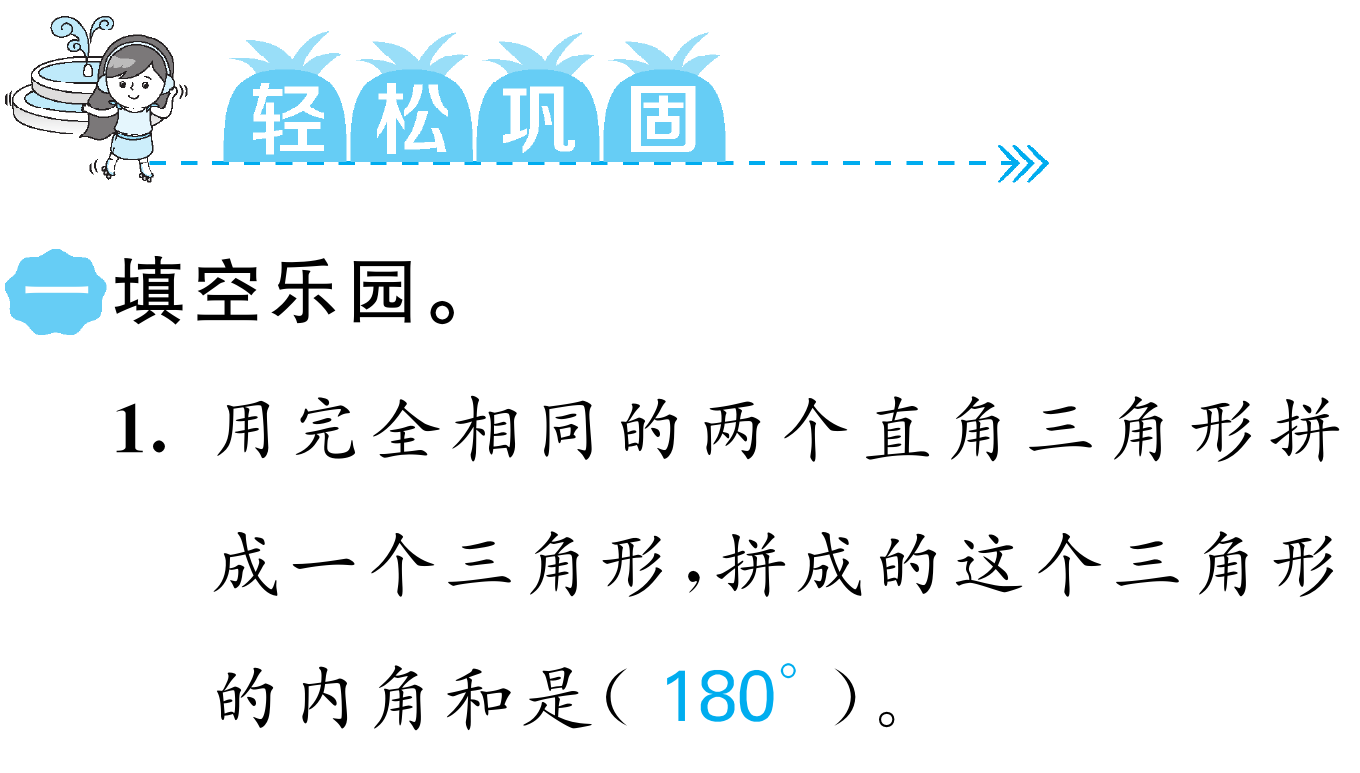 轻松巩固
一 填空乐园。
1. 用完全相同的两个直角三角形拼
成一个三角形,拼成的这个三角形
的内角和是( 180° )。